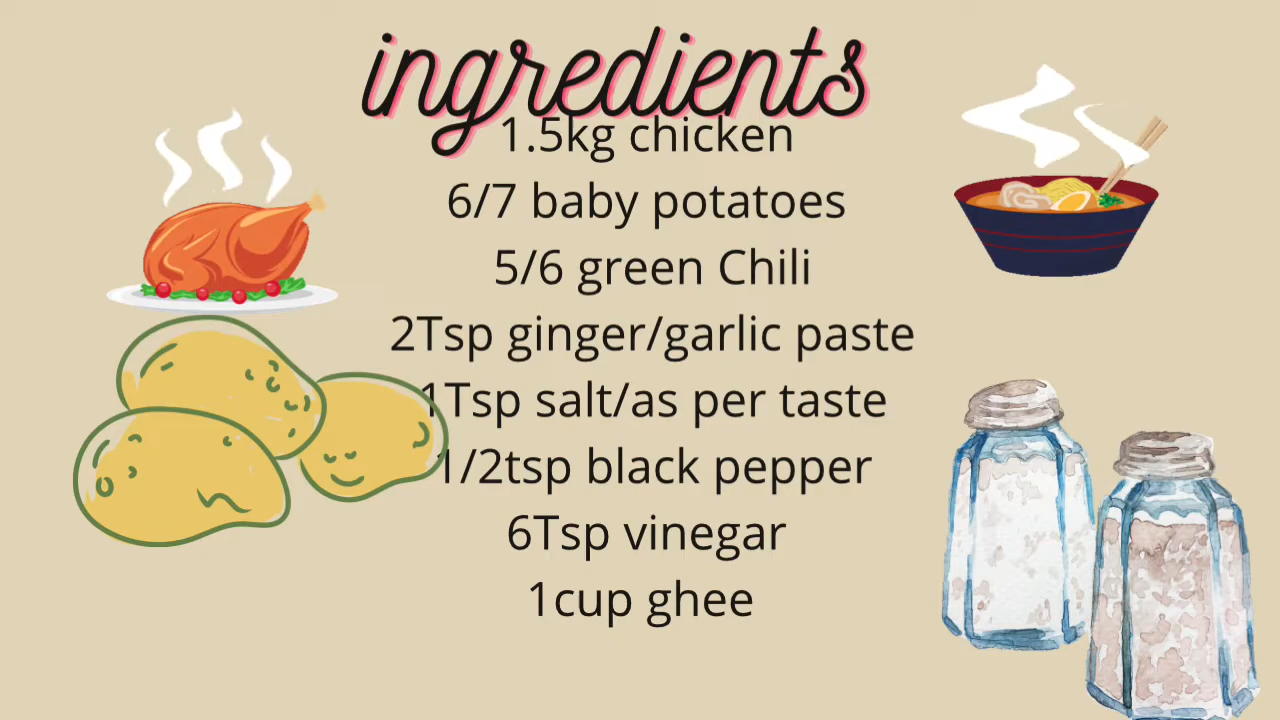 ingredients
1.5kg chicken
6/7 baby potatoes
5/6 green Chili
2Tsp ginger/garlic paste
1Tsp salt/as per taste
1/2tsp black pepper
6Tsp vinegar
1cup ghee